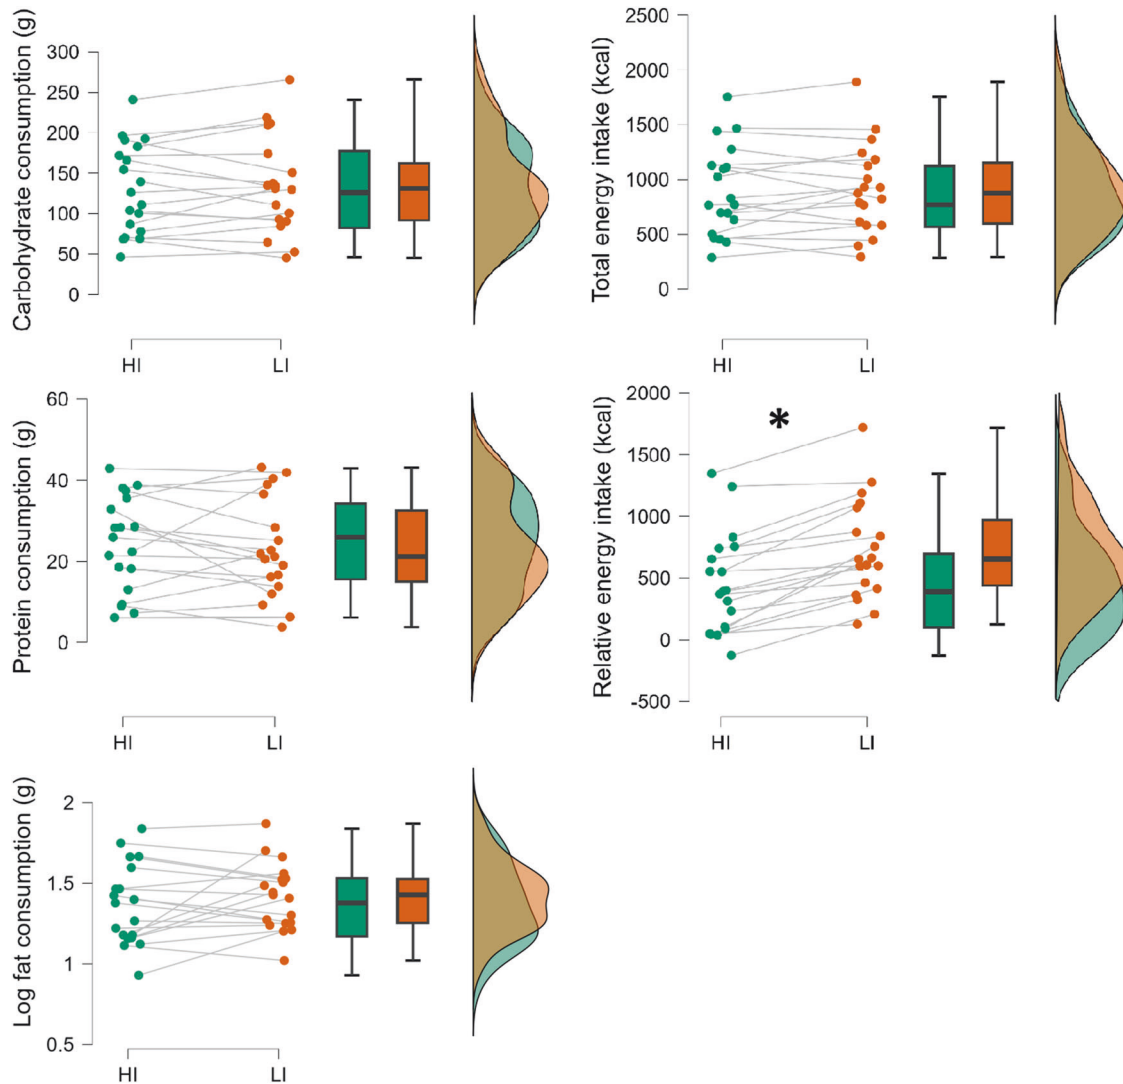 Carbohydrate consumption (g)
300
250
200
150
100
50
0
HI
LI
Total energy intake (kcal)
2500
2000
1500
1000
500
0
HI
LI
Protein consumption (g)
60
40
20
0
HI
LI
Relative energy intake (kcal)
2000
1500
1000
500
0
-500
*
HI
LI
Log fat consumption (g)
2
1.5
1
0.5
HI
LI